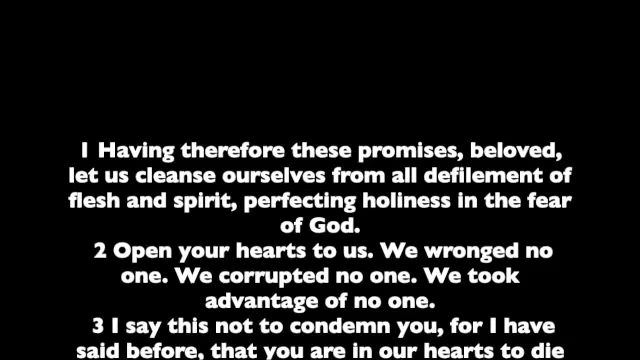 1 Having therefore these promises, beloved,
let us cleanse ourselves from all defilement of
flesh and spirit, perfecting holiness in the fear
of God.
2 Open your hearts to us. We wronged no
one. We corrupted no one. We took
advantage of no one.
3 I say this not to condemn you, for I have
said before, that you are in our hearts to die